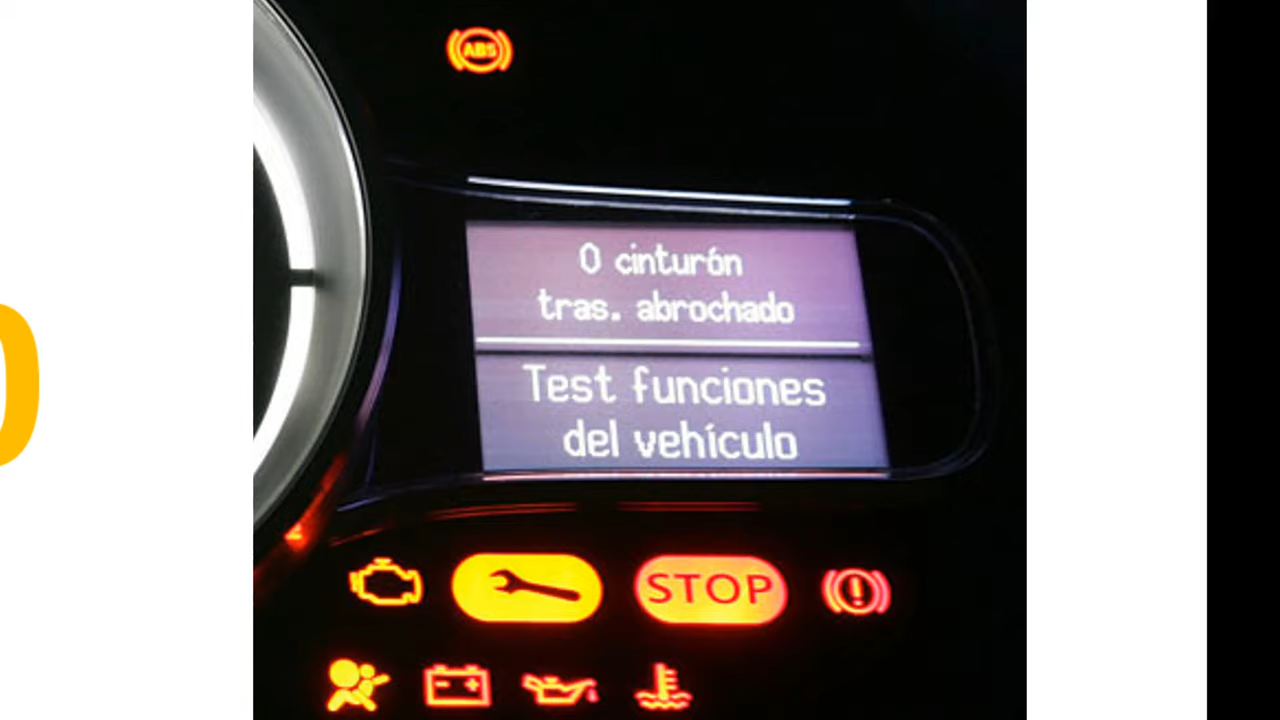 ABS
0 cinturón
tras. abrochado
Test funciones
del vehículo
STOP